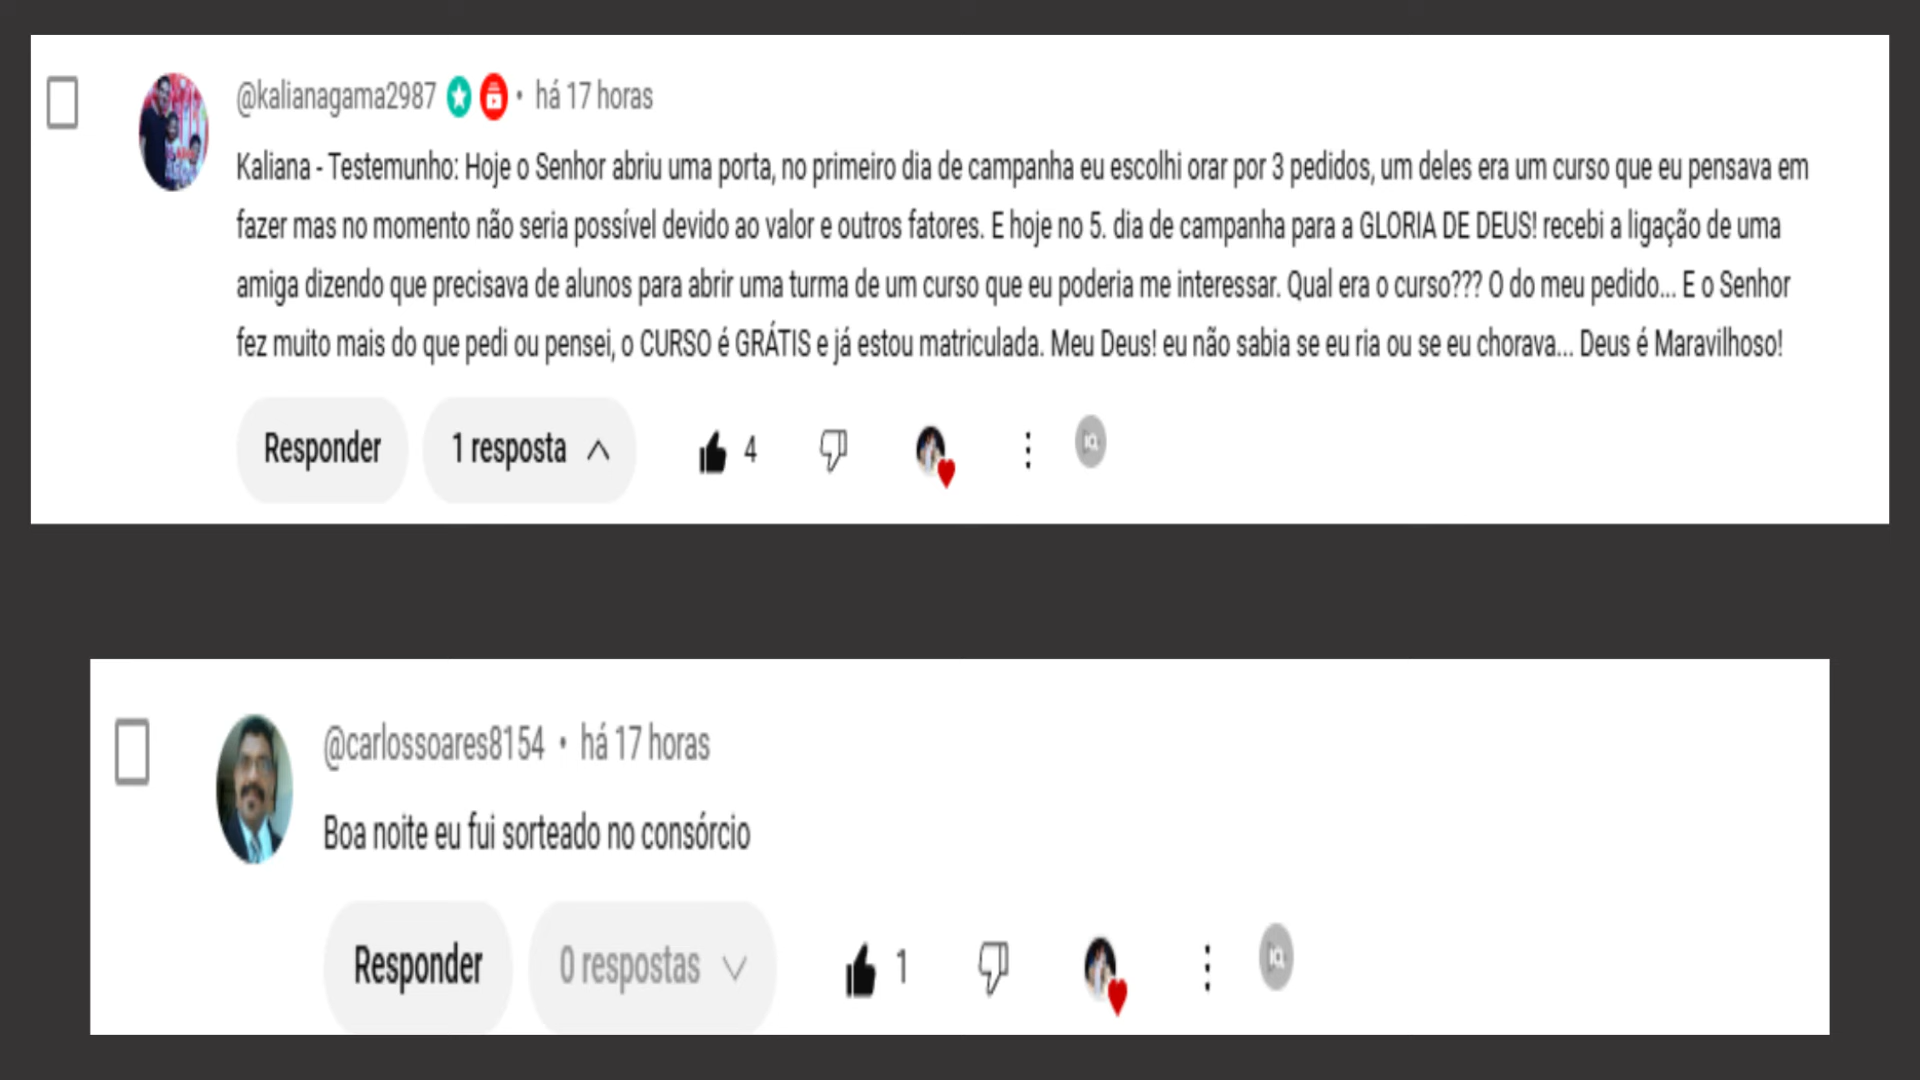 @kalianagama2987 • há 17 horas
Kaliana - Testemunho: Hoje o Senhor abriu uma porta, no primeiro dia de campanha eu escolhi orar por 3 pedidos, um deles era um curso que eu pensava em
fazer mas no momento não seria possível devido ao valor e outros fatores. E hoje no 5. dia de campanha para a GLORIA DE DEUS! recebi a ligação de uma
amiga dizendo que precisava de alunos para abrir uma turma de um curso que eu poderia me interessar. Qual era o curso??? O do meu pedido... E o Senhor
fez muito mais do que pedi ou pensei, o CURSO é GRÁTIS e já estou matriculada. Meu Deus! eu não sabia se eu ria ou se eu chorava... Deus é Maravilhoso!
Responder 1 resposta 4
@carlossoares8154 • há 17 horas
Boa noite eu fui sorteado no consórcio
Responder 0 respostas 1